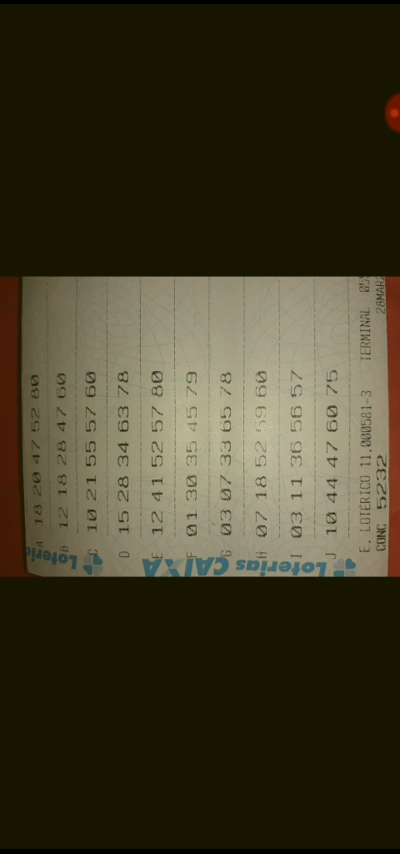 A 18 20 47 52 80
B 12 18 28 47 60
C 10 21 55 57 60
D 15 28 34 63 78
E 12 41 52 57 80
F 01 30 35 45 79
G 03 07 33 65 78
H 07 18 52 59 60
I 03 11 36 56 57
J 10 44 47 60 75
E. LOTÉRICO 11.000581-3 TERMINAL
CONC 5232 28MAR
Loterias CAIXA
Loterias